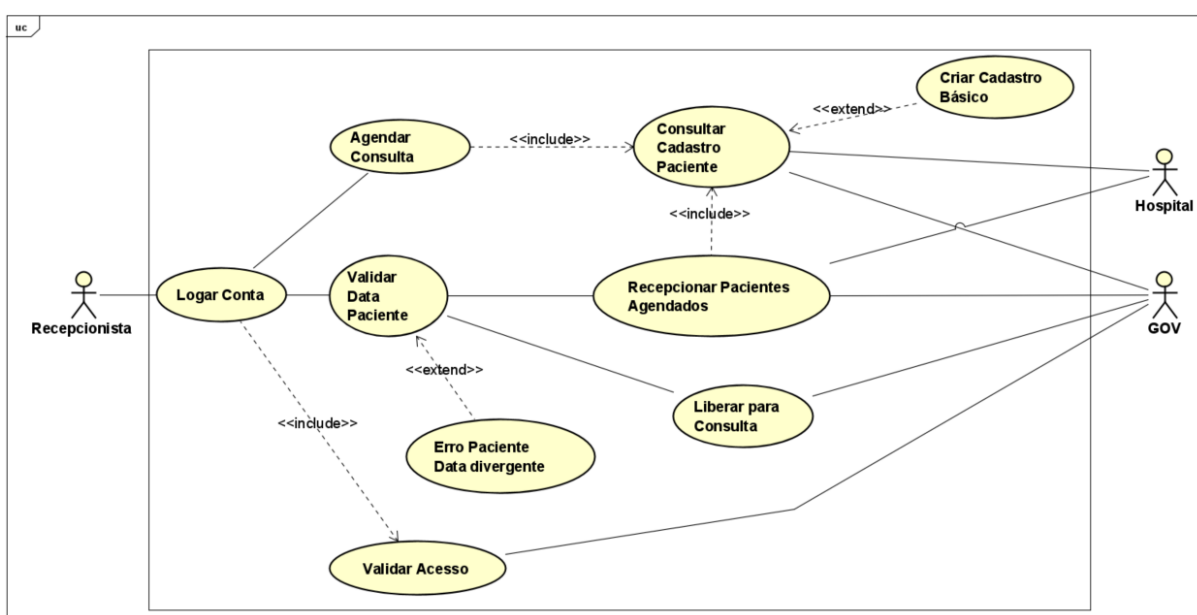 uc
Criar Cadastro
Básico
<<extend>>
Agendar
Consulta
<<include>>
Consultar
Cadastro
Paciente
Hospital
<<include>>
Recepcionista
Logar Conta
Validar
Data
Paciente
Recepcionar Pacientes
Agendados
GOV
<<extend>>
Liberar para
Consulta
<<include>>
Erro Paciente
Data divergente
Validar Acesso